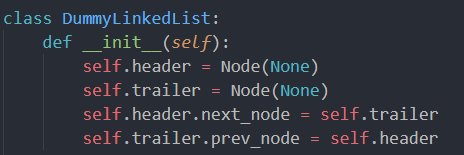 class DummyLinkedList:
    def __init__(self):
        self.header = Node(None)
        self.trailer = Node(None)
        self.header.next_node = self.trailer
        self.trailer.prev_node = self.header